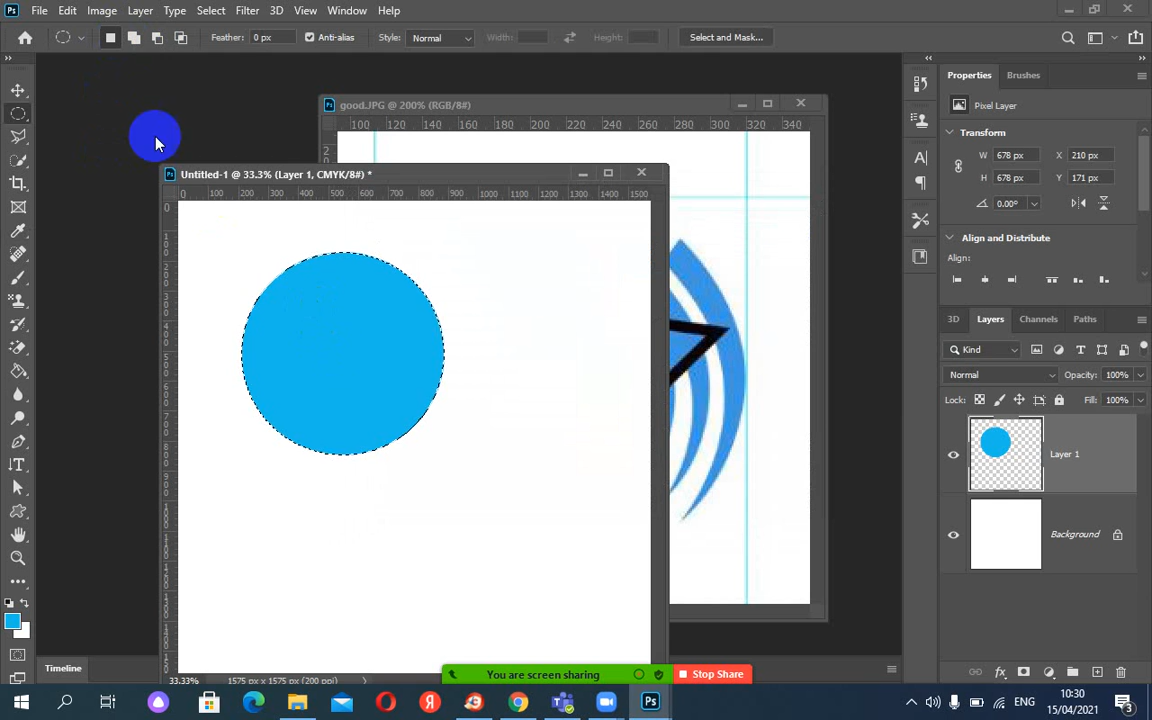 File Edit Image Layer Type Select Filter 3D View Window Help
Feather: 0 px Anti-alias Style: Normal Width: Height: Select and Mask...
good.JPG @ 200% (RGB/8#)
100 120 140 160 180 200 220 240 260 280 300 320 340
Untitled-1 @ 33.3% (Layer 1, CMYK/8#) *
0 100 200 300 400 500 600 700 800 900 1000 1100 1200 1300 1400 1500
Properties Brushes
Pixel Layer
Transform
W 678 px X 210 px
H 678 px Y 171 px
0.00°
Align and Distribute
Align:
3D Layers Channels Paths
Kind
Normal Opacity: 100%
Lock: Fill: 100%
Layer 1
Background
Timeline
33.33% 1575 px x 1575 px (200 ppi)
You are screen sharing Stop Share
ENG 10:30
15/04/2021 3